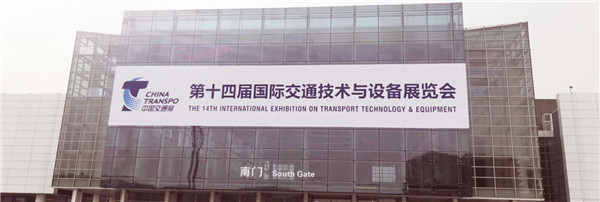 CHINA
TRANSPO
中国交通展
第十四届国际交通技术与设备展览会
THE 14TH INTERNATIONAL EXHIBITION ON TRANSPORT TECHNOLOGY & EQUIPMENT
南门
South Gate